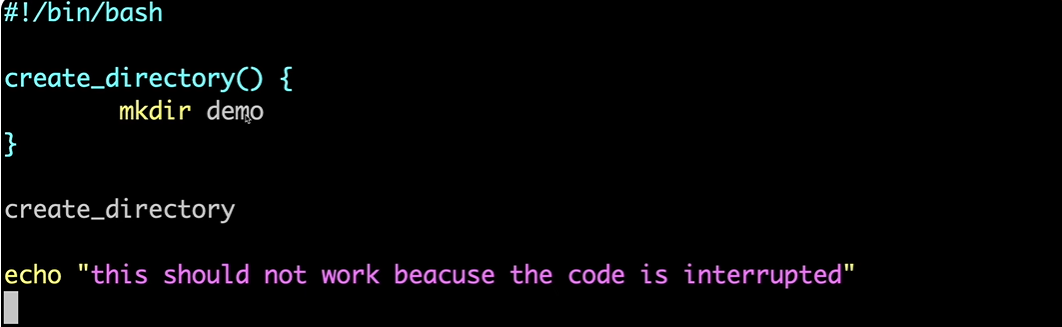 #!/bin/bash
create_directory() {
mkdir demo
}
create_directory
echo "this should not work beacuse the code is interrupted"